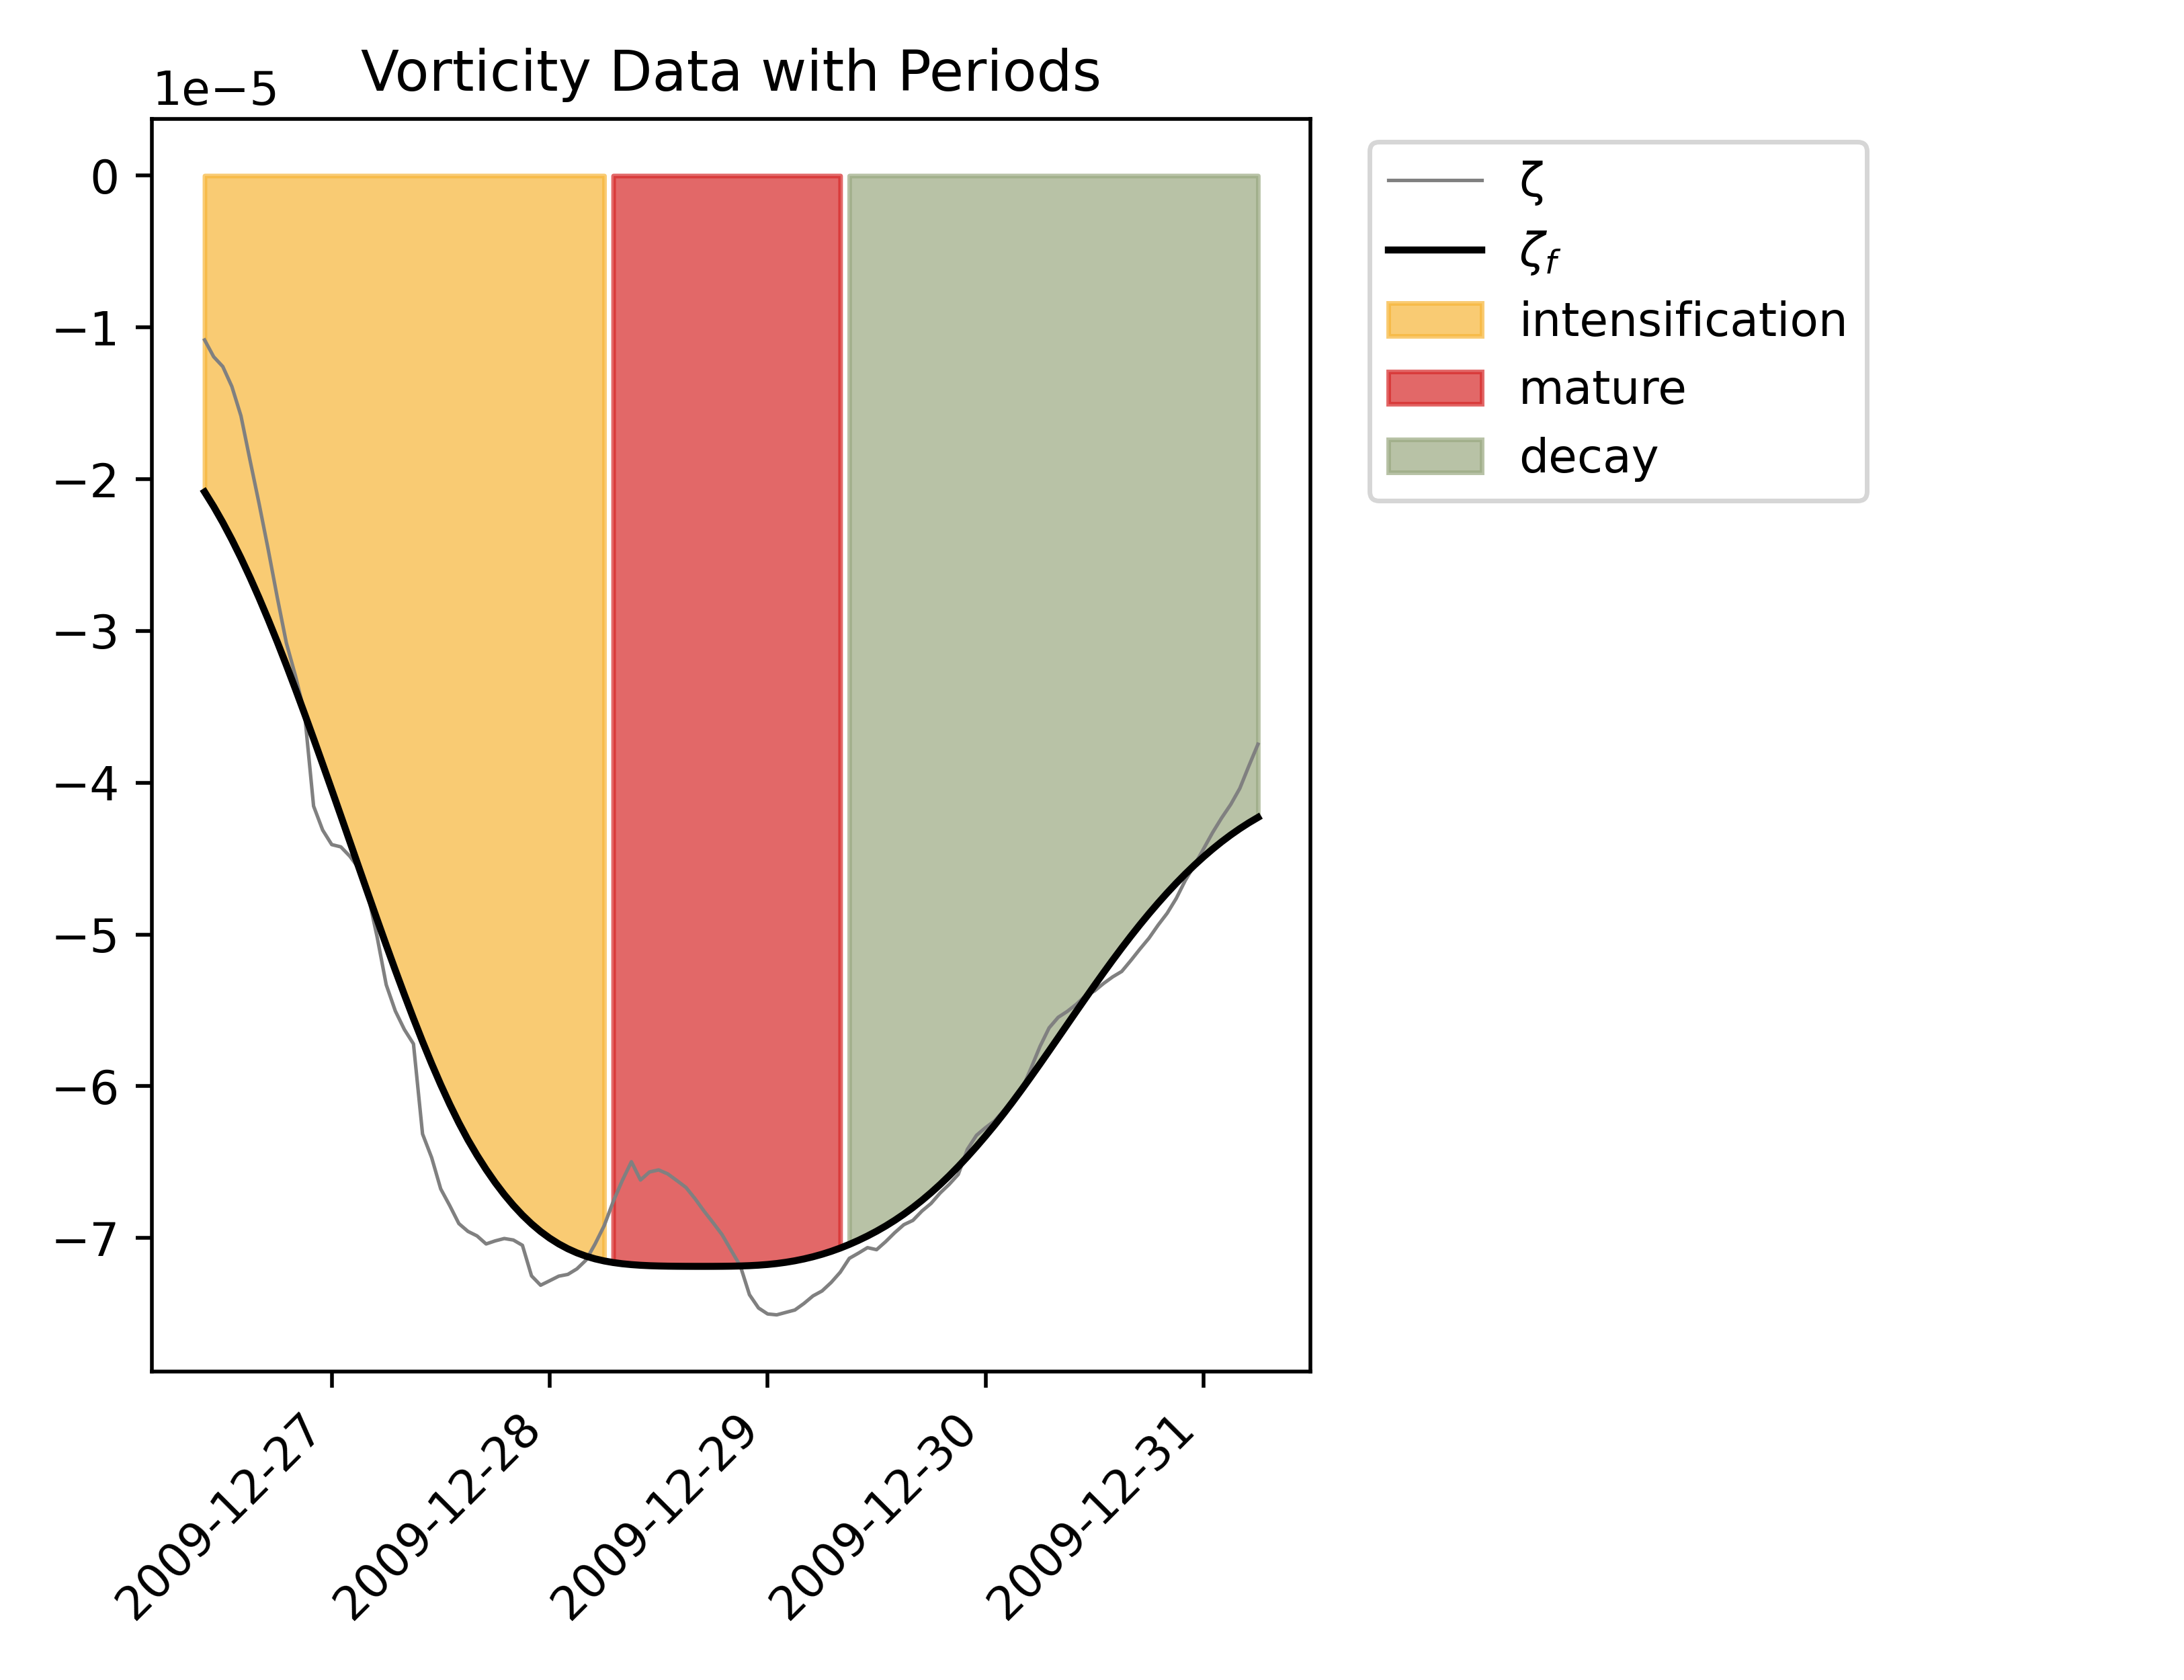 Vorticity Data with Periods
1e−5
0
−1
−2
−3
−4
−5
−6
−7
2009-12-27
2009-12-28
2009-12-29
2009-12-30
2009-12-31
ζ
ζf
intensification
mature
decay